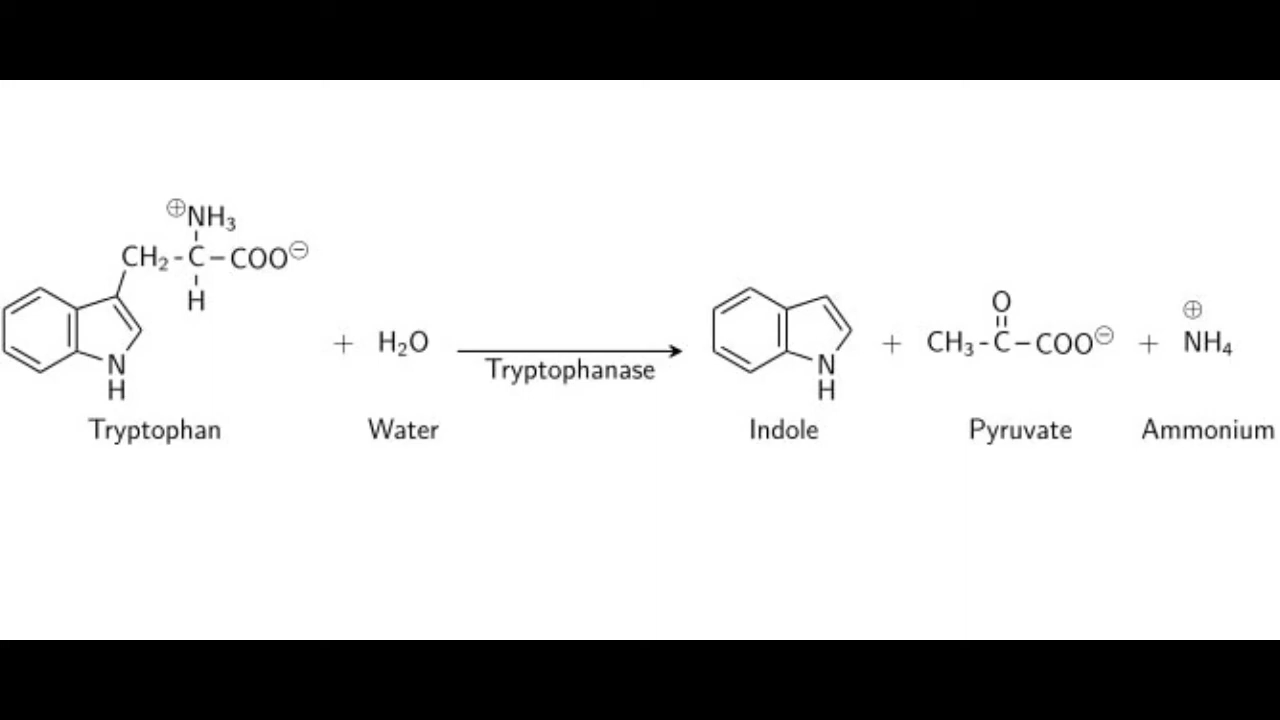 ⊕NH₃
CH₂-C-COO⊖
H
N
H
+ H₂O
Tryptophanase
N
H
+
O
CH₃-C-COO⊖
+
⊕
NH₄
Tryptophan
Water
Indole
Pyruvate
Ammonium